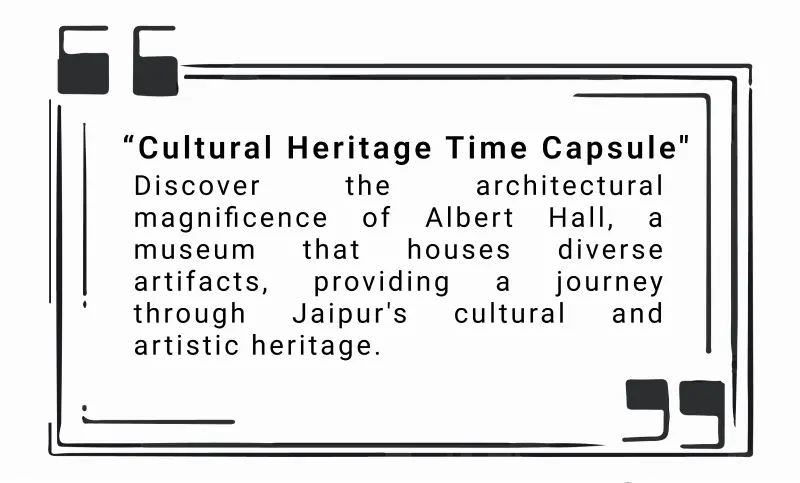 “Cultural Heritage Time Capsule"
Discover the architectural
magnificence of Albert Hall, a
museum that houses diverse
artifacts, providing a journey
through Jaipur's cultural and
artistic heritage.